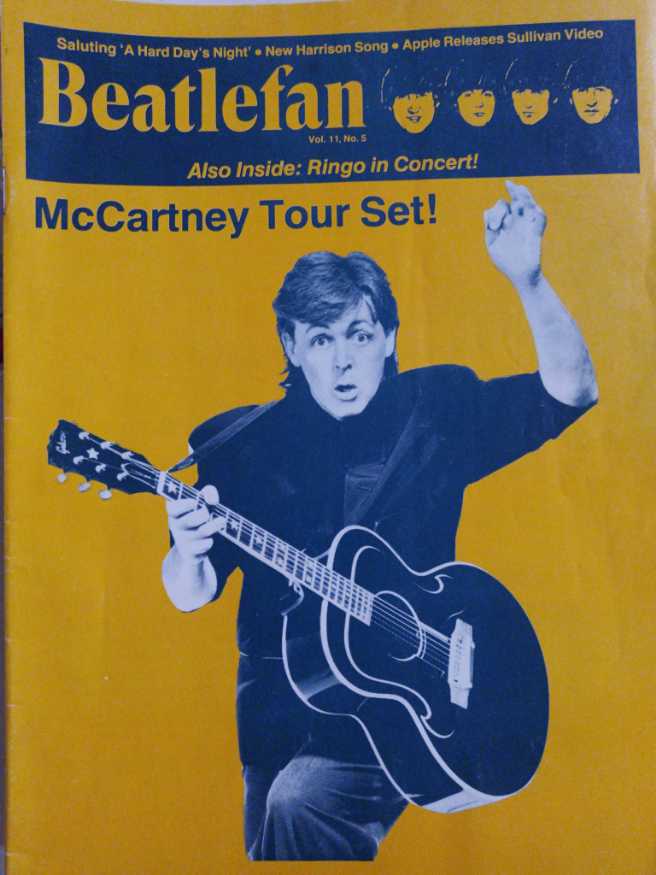 Saluting 'A Hard Day's Night' • New Harrison Song • Apple Releases Sullivan Video
Beatlefan
Vol. 11, No. 5
Also Inside: Ringo in Concert!
McCartney Tour Set!
Gibson